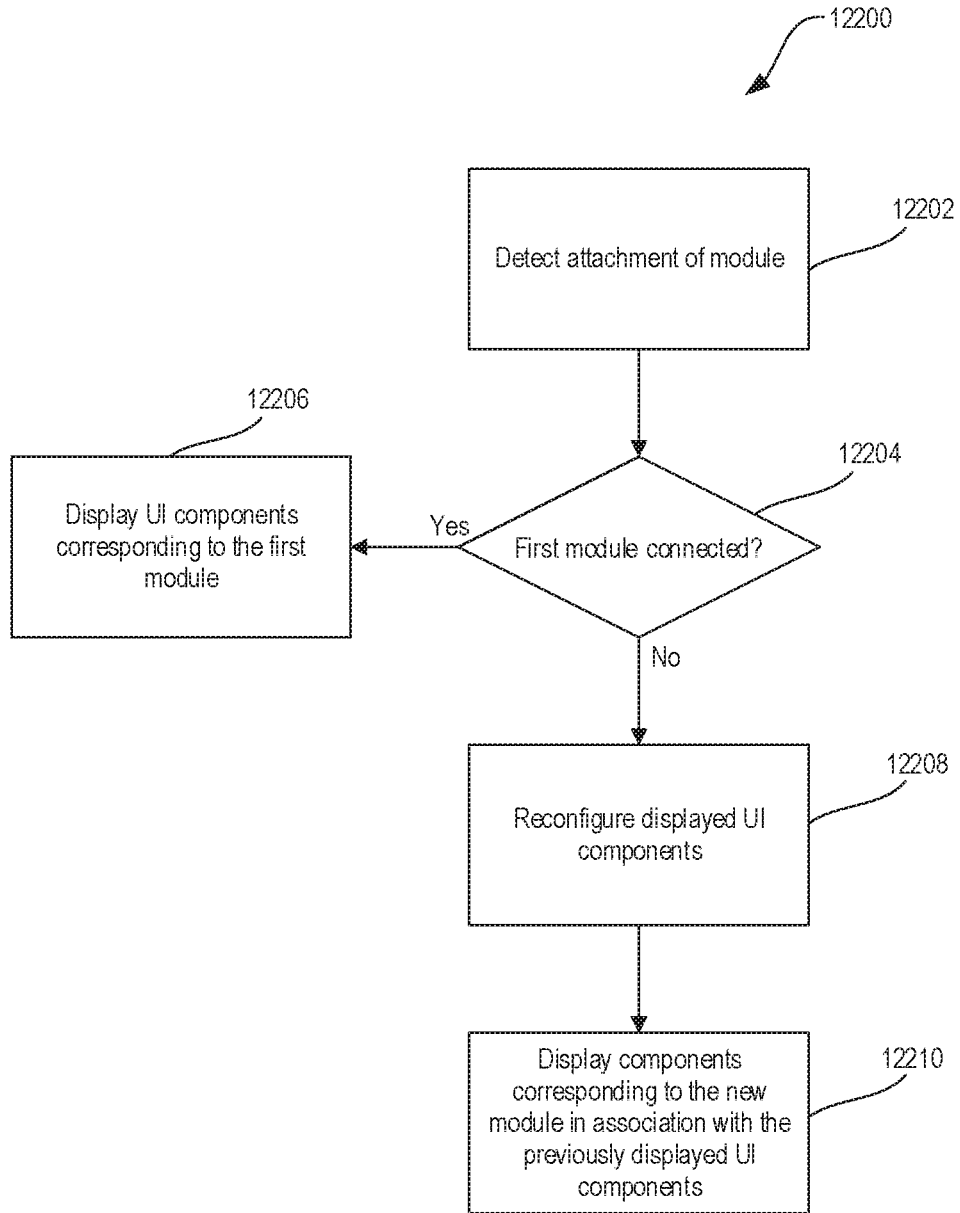 12200
12202
Detect attachment of module
12206
12204
Display UI components
corresponding to the first
module
Yes
First module connected?
No
12208
Reconfigure displayed UI
components
12210
Display components
corresponding to the new
module in association with the
previously displayed UI
components